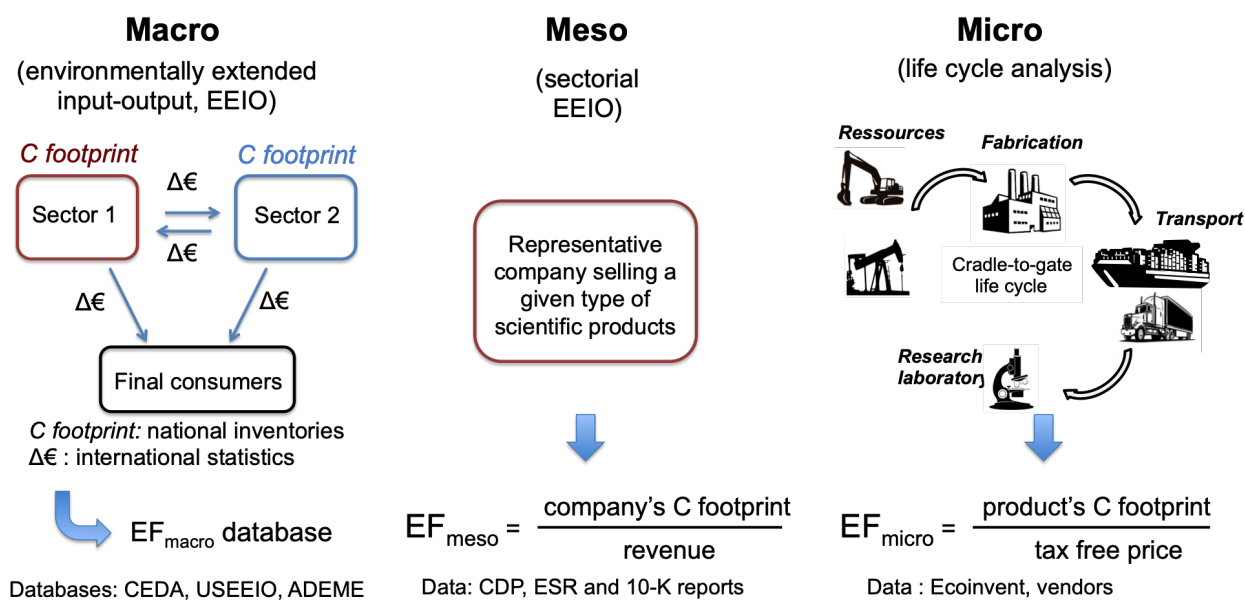 Macro
(environmentally extended
input-output, EEIO)
C footprint
C footprint
Sector 1
Δ€
Δ€
Sector 2
Δ€
Δ€
Final consumers
C footprint: national inventories
Δ€ : international statistics
EFmacro database
Databases: CEDA, USEEIO, ADEME
Meso
(sectorial
EEIO)
Representative
company selling a
given type of
scientific products
EFmeso =
company's C footprint
revenue
Data: CDP, ESR and 10-K reports
Micro
(life cycle analysis)
Ressources
Fabrication
Transport
Cradle-to-gate
life cycle
Research
laboratory
EFmicro =
product's C footprint
tax free price
Data : Ecoinvent, vendors